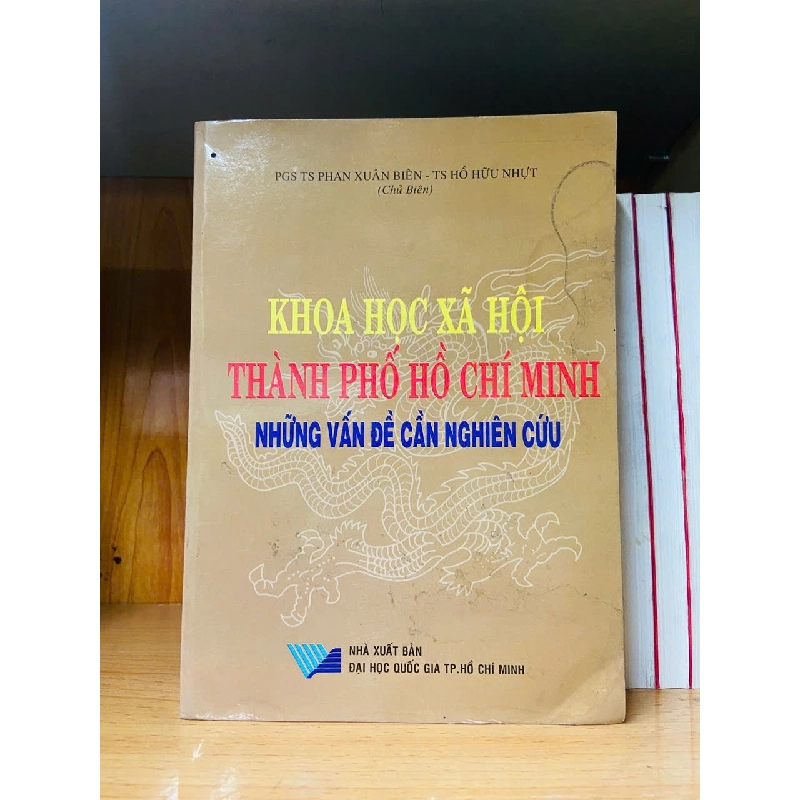 PGS TS PHAN XUÂN BIÊN - TS HỒ HỮU NHỰT
(Chủ Biên)
KHOA HỌC XÃ HỘI
THÀNH PHỐ HỒ CHÍ MINH
NHỮNG VẤN ĐỀ CẦN NGHIÊN CỨU
NHÀ XUẤT BẢN
ĐẠI HỌC QUỐC GIA TP.HỒ CHÍ MINH